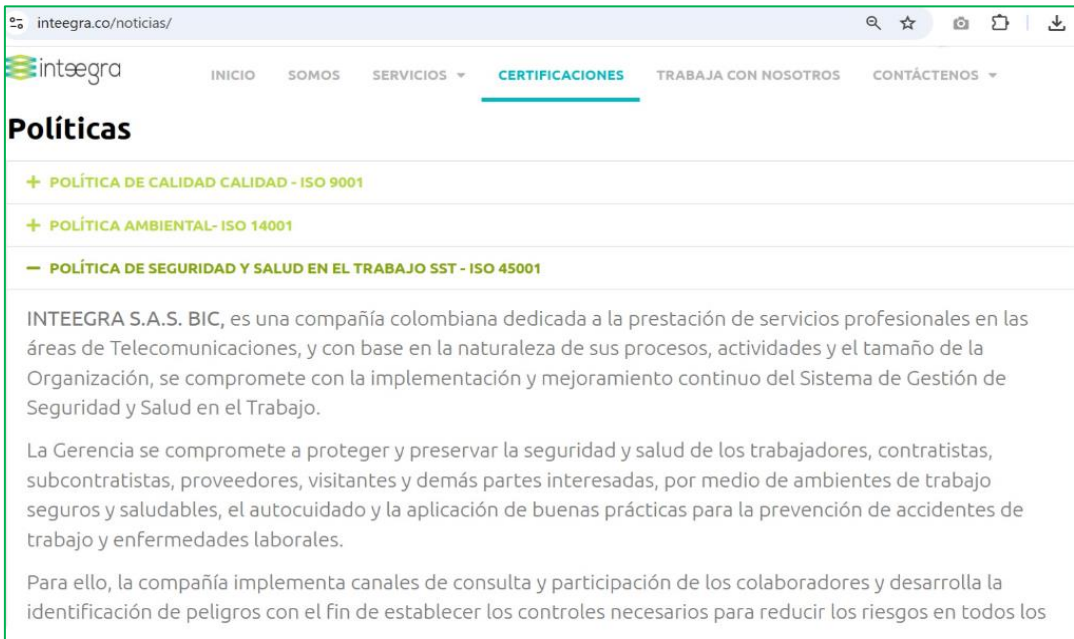 inteegra.co/noticias/
inteegra
INICIO SOMOS SERVICIOS CERTIFICACIONES TRABAJA CON NOSOTROS CONTÁCTENOS
Políticas
+ POLÍTICA DE CALIDAD CALIDAD - ISO 9001
+ POLÍTICA AMBIENTAL- ISO 14001
— POLÍTICA DE SEGURIDAD Y SALUD EN EL TRABAJO SST - ISO 45001
INTEEGRA S.A.S. BIC, es una compañía colombiana dedicada a la prestación de servicios profesionales en las
áreas de Telecomunicaciones, y con base en la naturaleza de sus procesos, actividades y el tamaño de la
Organización, se compromete con la implementación y mejoramiento continuo del Sistema de Gestión de
Seguridad y Salud en el Trabajo.
La Gerencia se compromete a proteger y preservar la seguridad y salud de los trabajadores, contratistas,
subcontratistas, proveedores, visitantes y demás partes interesadas, por medio de ambientes de trabajo
seguros y saludables, el autocuidado y la aplicación de buenas prácticas para la prevención de accidentes de
trabajo y enfermedades laborales.
Para ello, la compañía implementa canales de consulta y participación de los colaboradores y desarrolla la
identificación de peligros con el fin de establecer los controles necesarios para reducir los riesgos en todos los